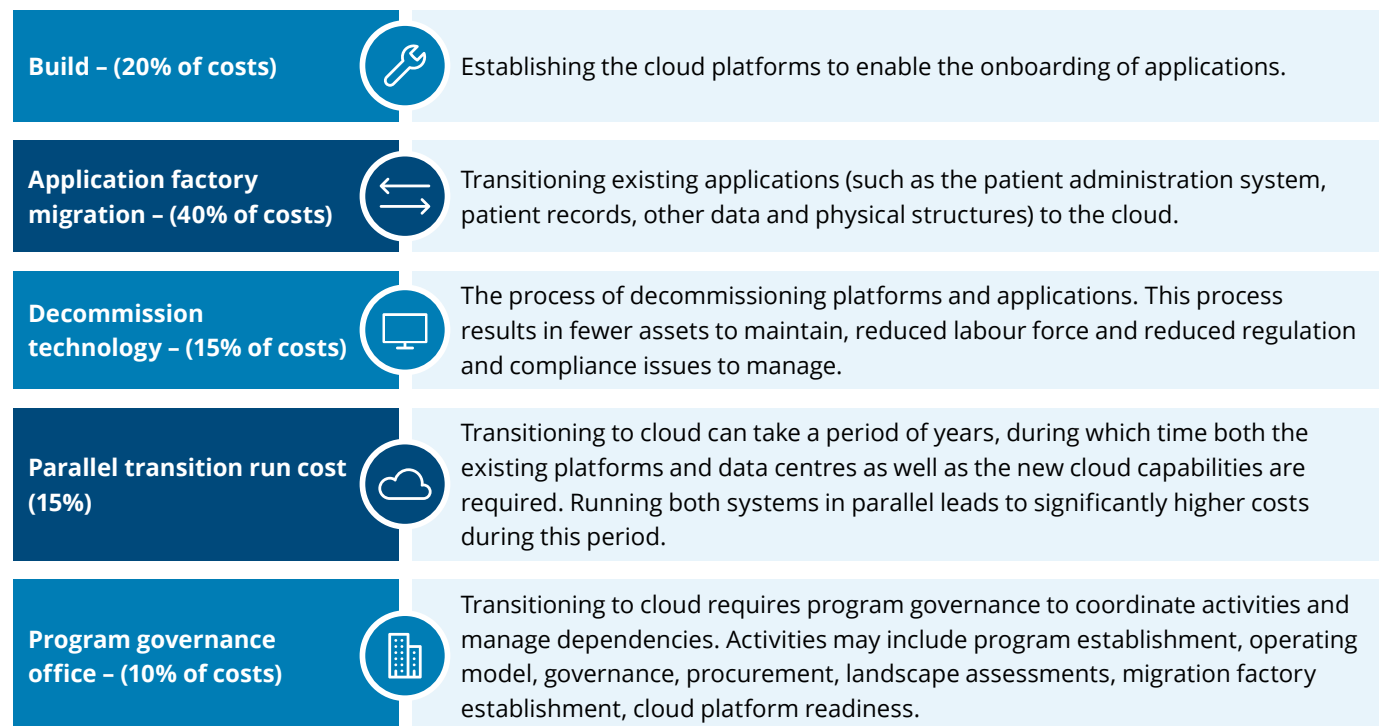 Build – (20% of costs)
Establishing the cloud platforms to enable the onboarding of applications.
Application factory
migration – (40% of costs)
Transitioning existing applications (such as the patient administration system,
patient records, other data and physical structures) to the cloud.
Decommission
technology – (15% of costs)
The process of decommissioning platforms and applications. This process
results in fewer assets to maintain, reduced labour force and reduced regulation
and compliance issues to manage.
Parallel transition run cost
(15%)
Transitioning to cloud can take a period of years, during which time both the
existing platforms and data centres as well as the new cloud capabilities are
required. Running both systems in parallel leads to significantly higher costs
during this period.
Program governance
office – (10% of costs)
Transitioning to cloud requires program governance to coordinate activities and
manage dependencies. Activities may include program establishment, operating
model, governance, procurement, landscape assessments, migration factory
establishment, cloud platform readiness.